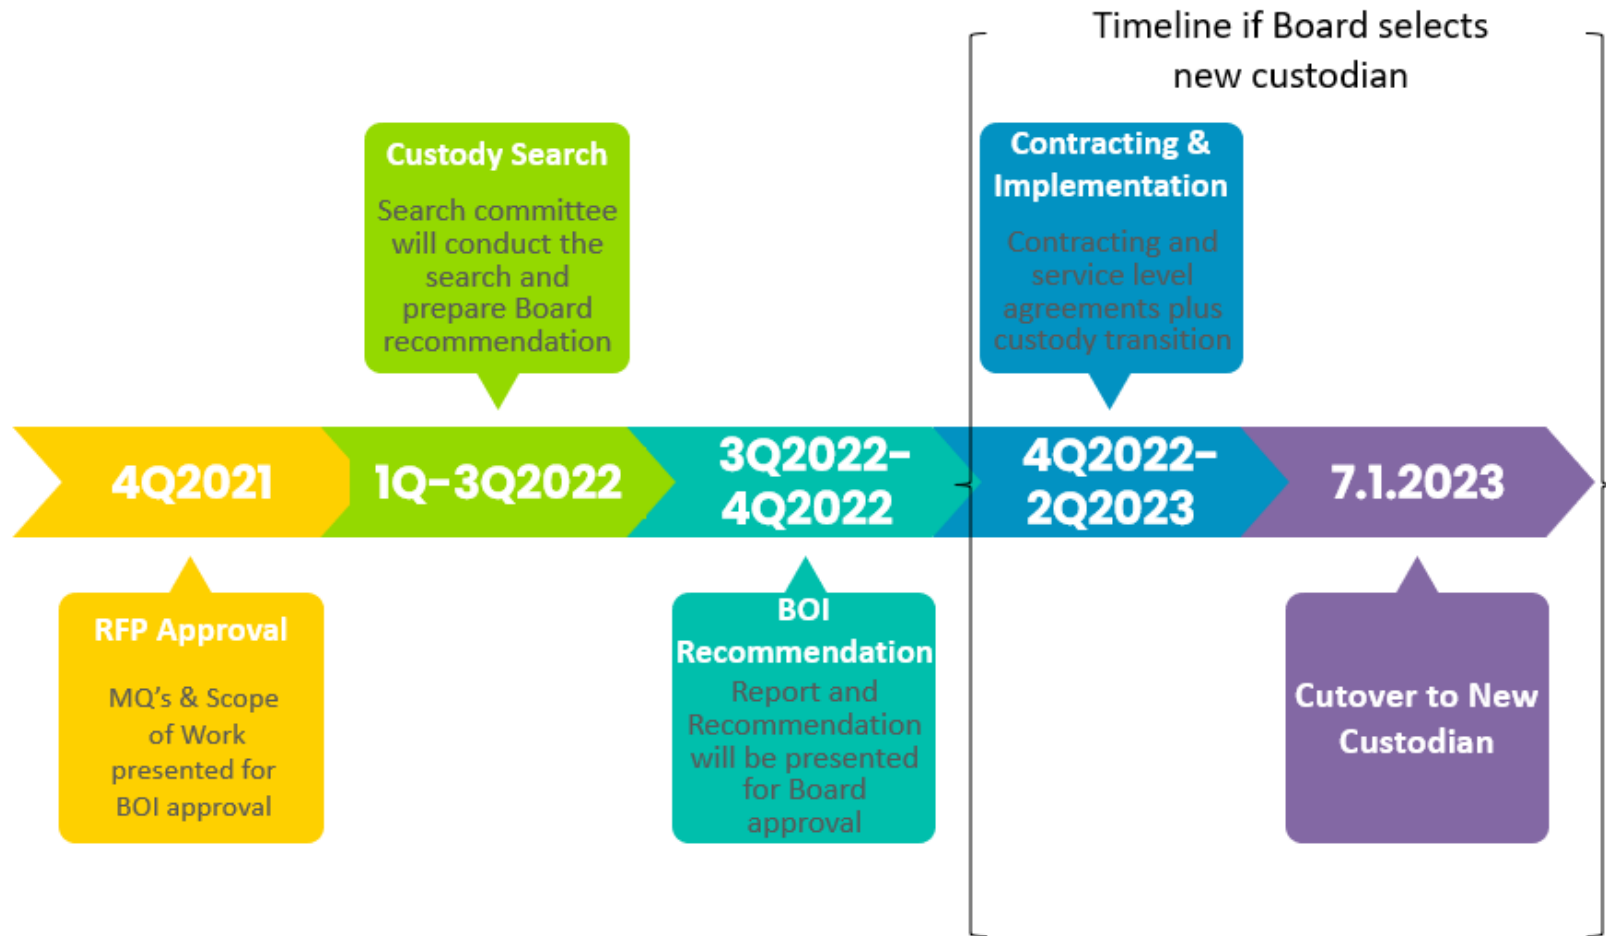 Timeline if Board selects
new custodian
Custody Search
Search committee
will conduct the
search and
prepare Board
recommendation
Contracting &
Implementation
Contracting and
service level
agreements plus
custody transition
4Q2021
1Q-3Q2022
3Q2022-
4Q2022
4Q2022-
2Q2023
7.1.2023
RFP Approval
MQ's & Scope
of Work
presented for
BOI approval
BOI
Recommendation
Report and
Recommendation
will be presented
for Board
approval
Cutover to New
Custodian